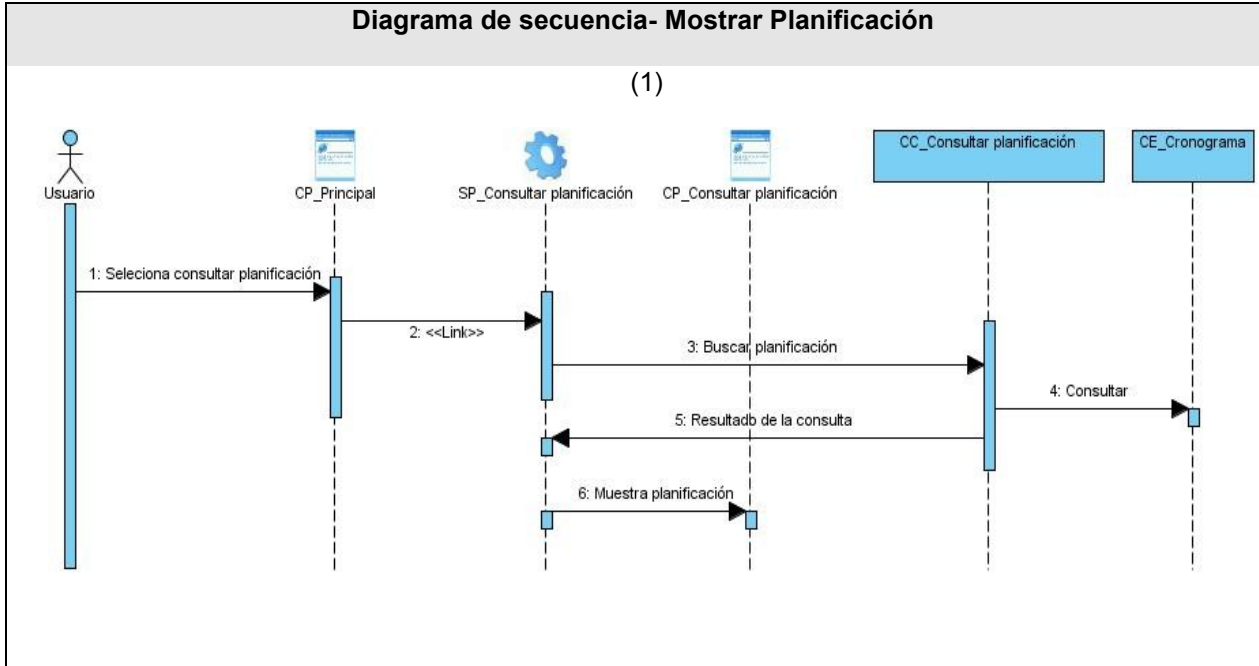 Diagrama de secuencia- Mostrar Planificación
(1)
Usuario
CP_Principal
SP_Consultar planificación
CP_Consultar planificación
CC_Consultar planificación
CE_Cronograma
1: Seleciona consultar planificación
2: <<Link>>
3: Buscar planificación
4: Consultar
5: Resultado de la consulta
6: Muestra planificación